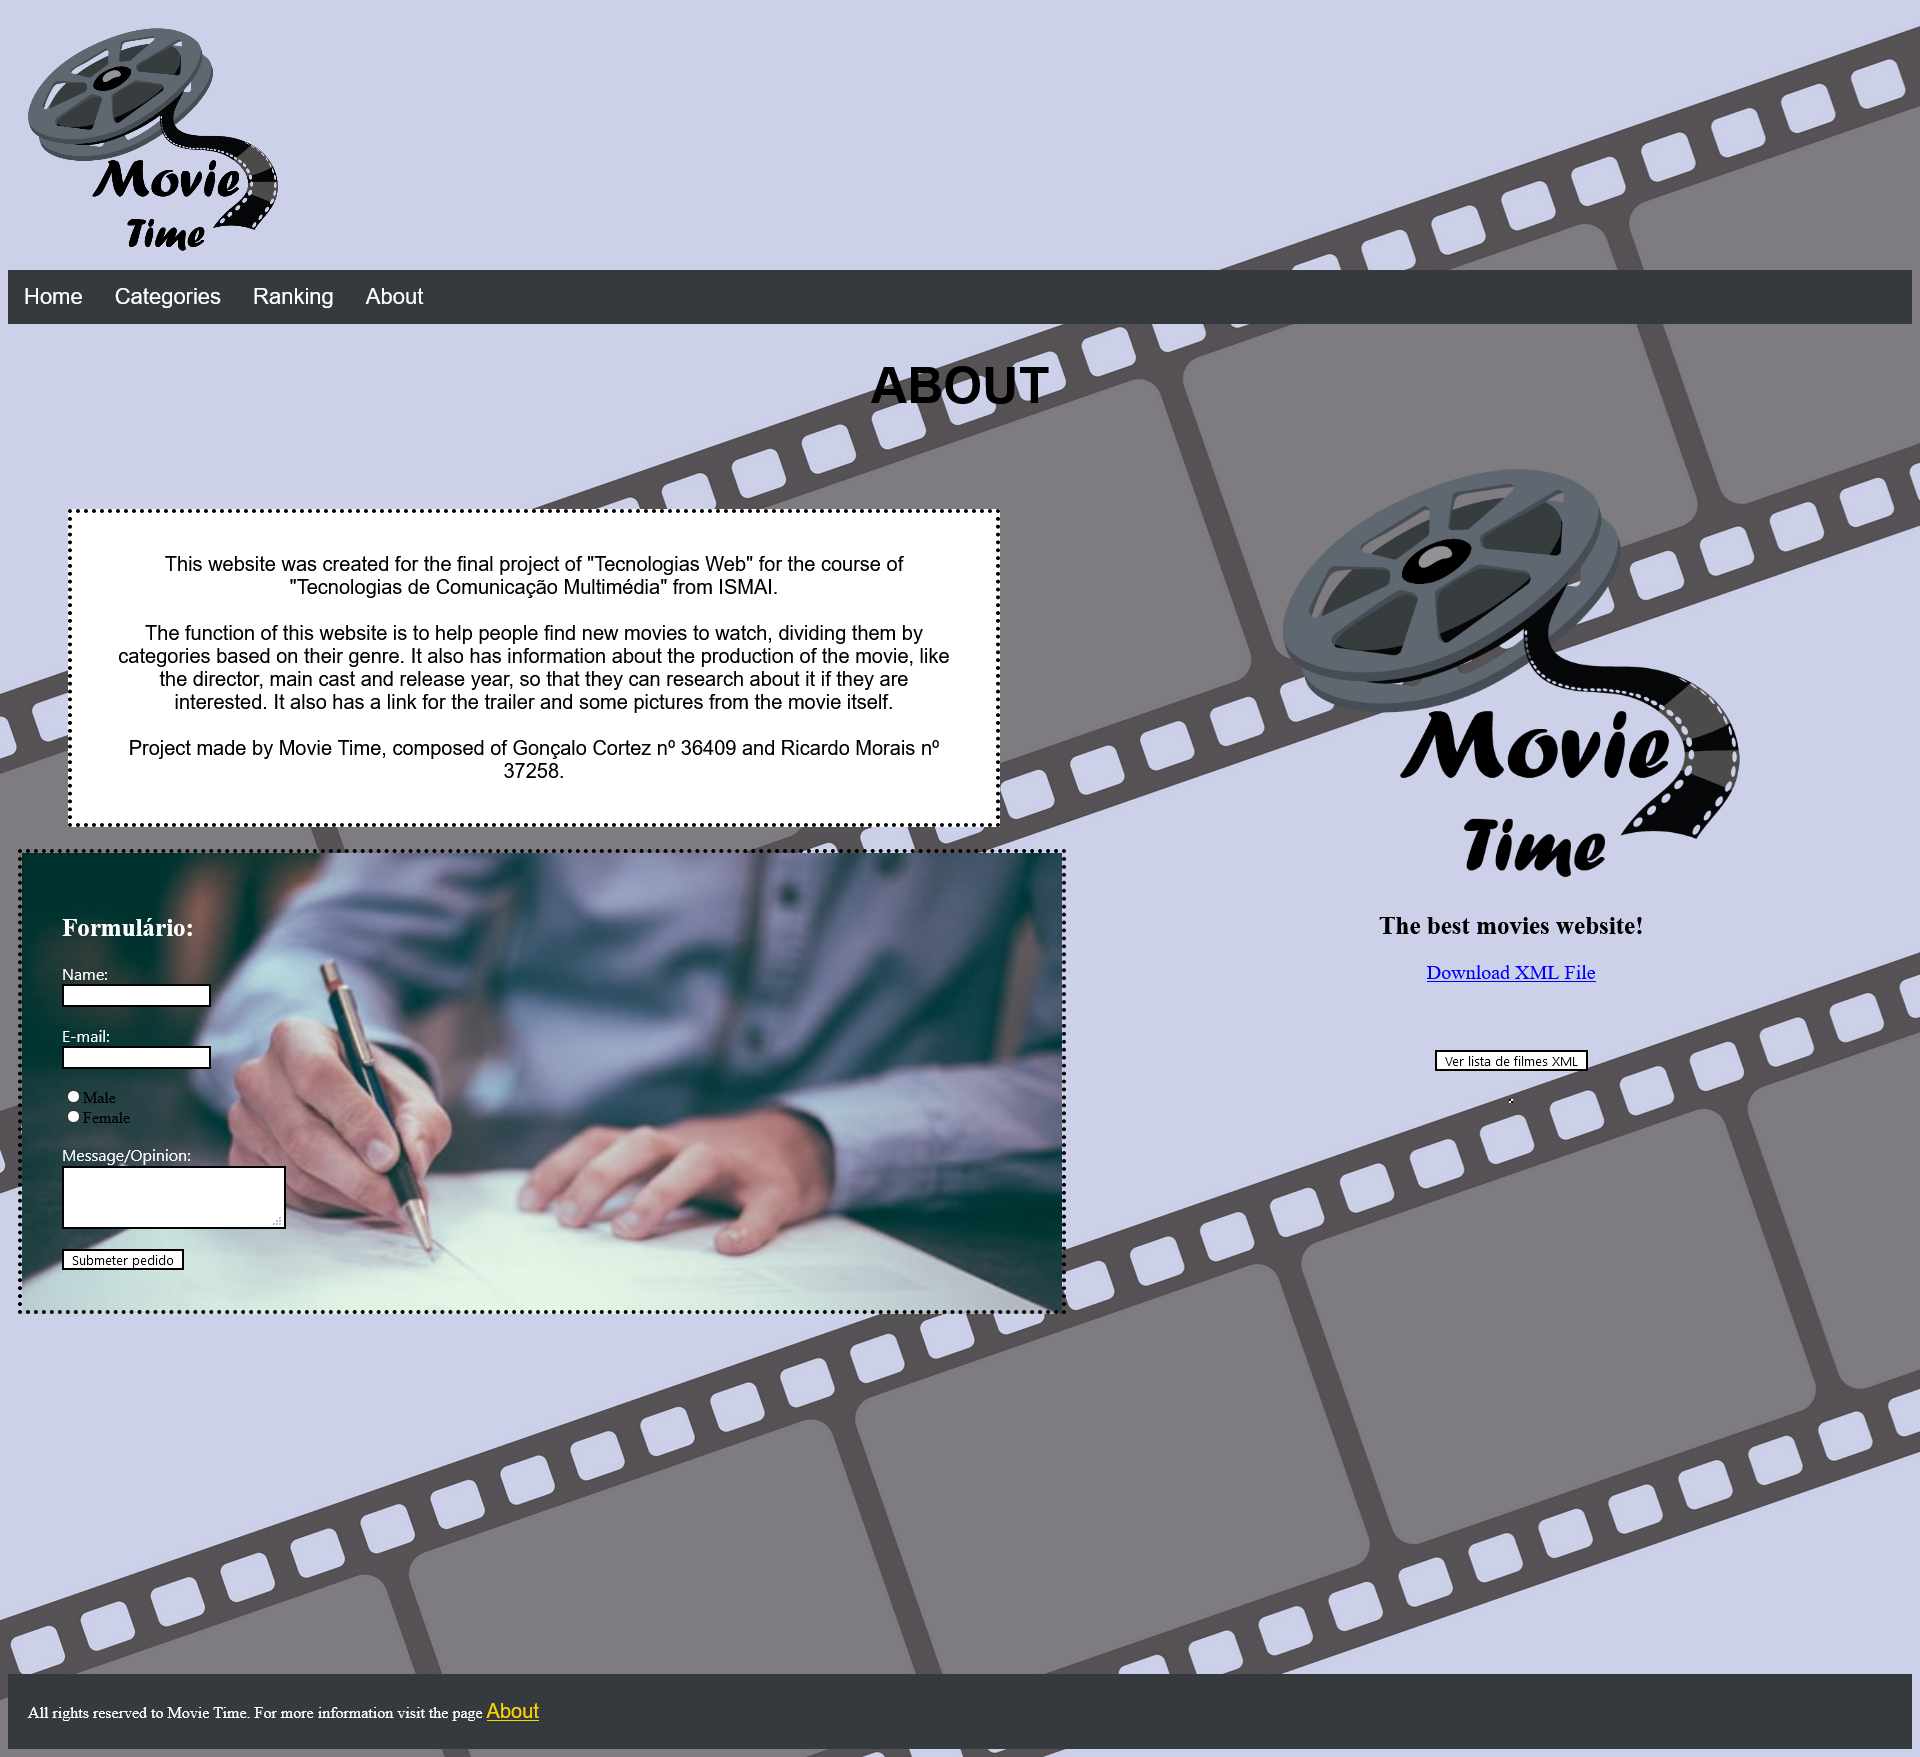 Movie
Time
Home Categories Ranking About
ABOUT
This website was created for the final project of "Tecnologias Web" for the course of
"Tecnologias de Comunicação Multimédia" from ISMAI.
The function of this website is to help people find new movies to watch, dividing them by
categories based on their genre. It also has information about the production of the movie, like
the director, main cast and release year, so that they can research about it if they are
interested. It also has a link for the trailer and some pictures from the movie itself.
Project made by Movie Time, composed of Gonçalo Cortez nº 36409 and Ricardo Morais nº
37258.
Movie
Time
The best movies website!
Download XML File
Ver lista de filmes XML
Formulário:
Name:
E-mail:
Male
Female
Message/Opinion:
Submeter pedido
All rights reserved to Movie Time. For more information visit the page About